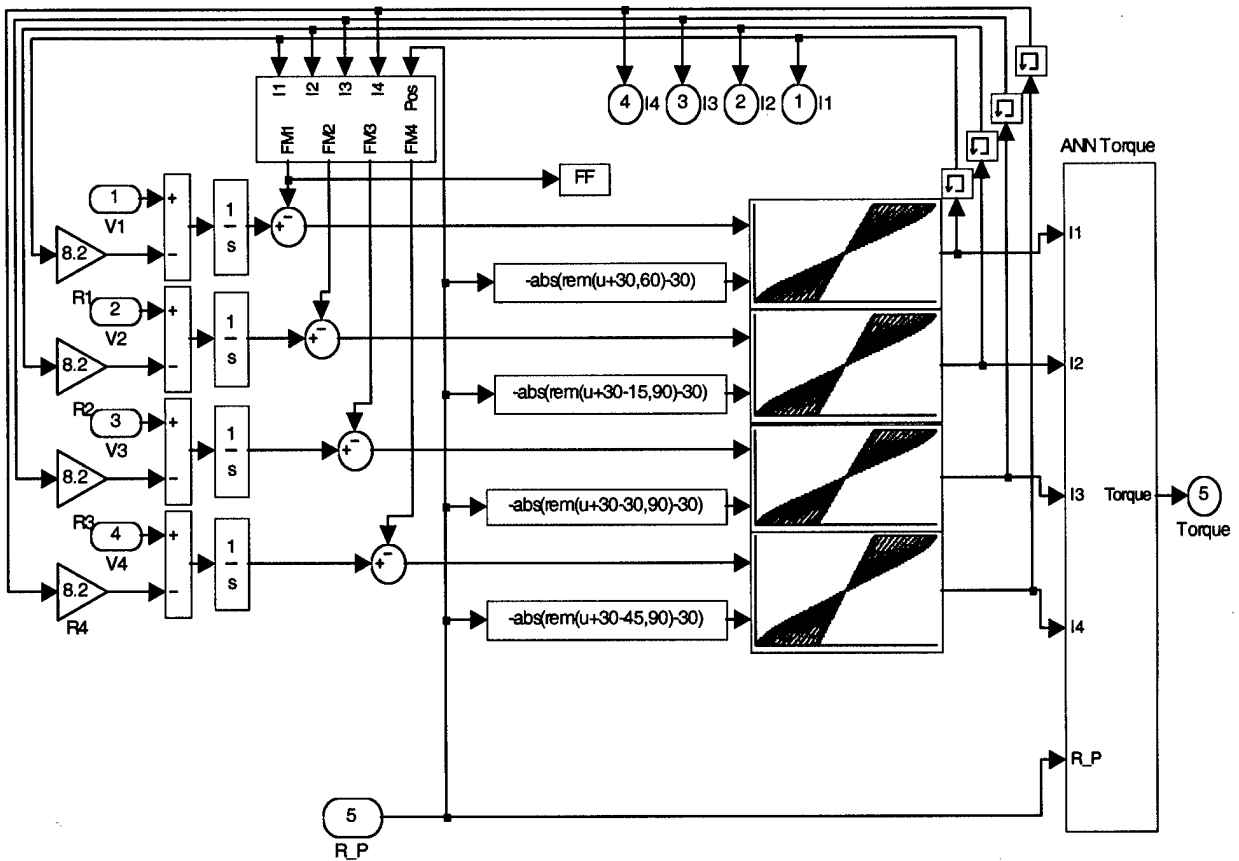 I1
I2
I3
I4
Pos
FM1
FM2
FM3
FM4
4
I4
3
I3
2
I2
1
I1
FF
ANN Torque
1
V1
+
−
8.2
R1
1
s
+
−
-abs(rem(u+30,60)-30)
I1
2
V2
+
−
8.2
R2
1
s
+
−
-abs(rem(u+30-15,90)-30)
I2
3
V3
+
−
8.2
R3
1
s
+
−
-abs(rem(u+30-30,90)-30)
I3
Torque
5
Torque
4
V4
+
−
8.2
R4
1
s
+
−
-abs(rem(u+30-45,90)-30)
I4
R_P
5
R_P